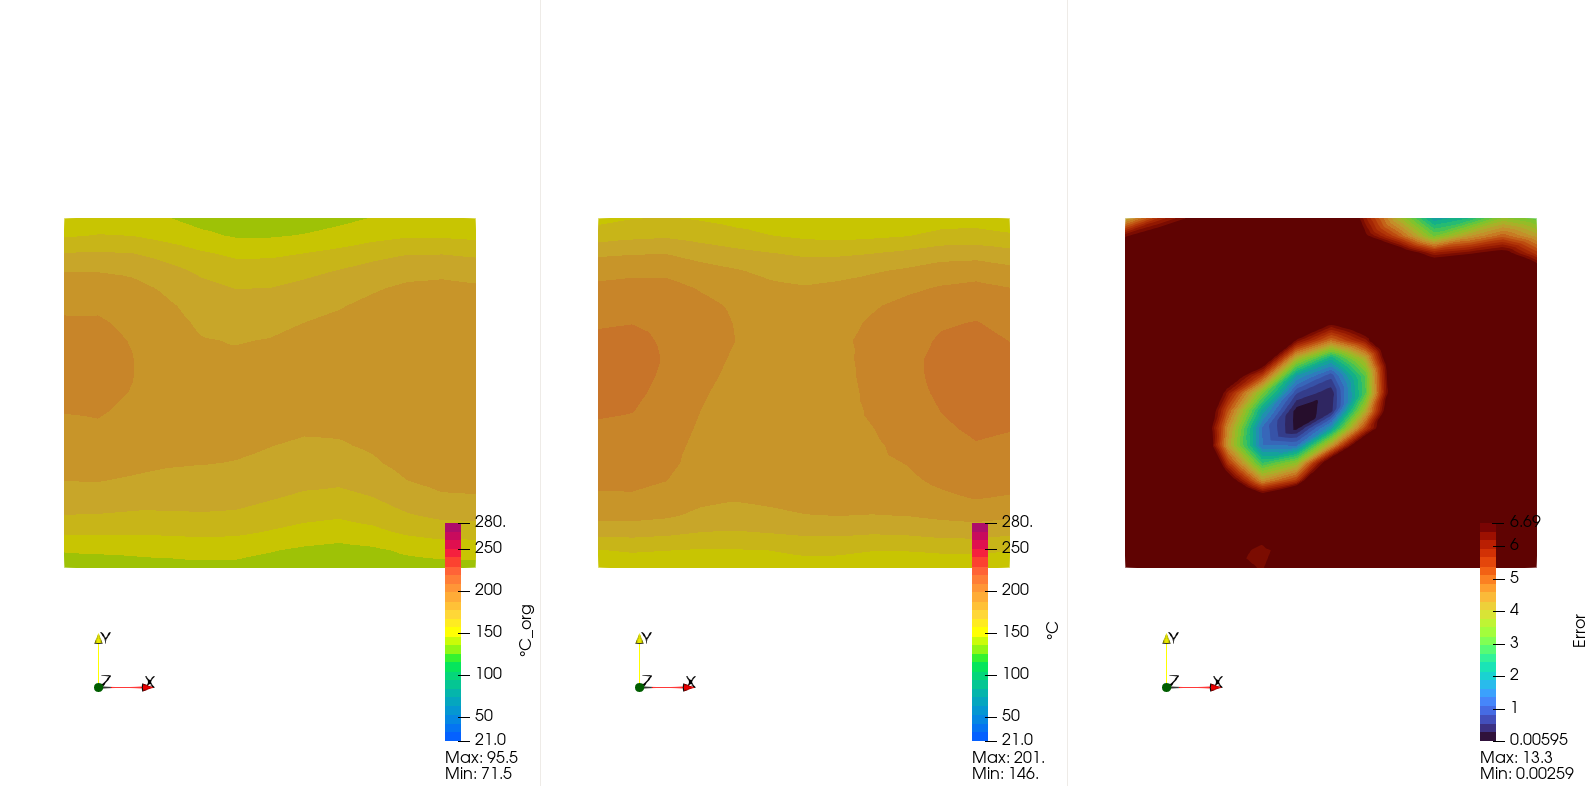 280.
250
200
150
100
50
21.0
°C_org
Max: 95.5
Min: 71.5
Y
Z
X
280.
250
200
150
100
50
21.0
°C
Max: 201.
Min: 146.
Y
Z
X
6.69
6
5
4
3
2
1
0.00595
Error
Max: 13.3
Min: 0.00259
Y
Z
X